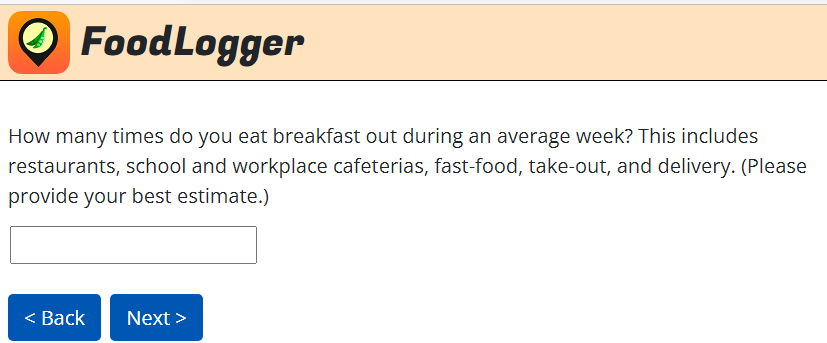 FoodLogger
How many times do you eat breakfast out during an average week? This includes
restaurants, school and workplace cafeterias, fast-food, take-out, and delivery. (Please
provide your best estimate.)
< Back Next >